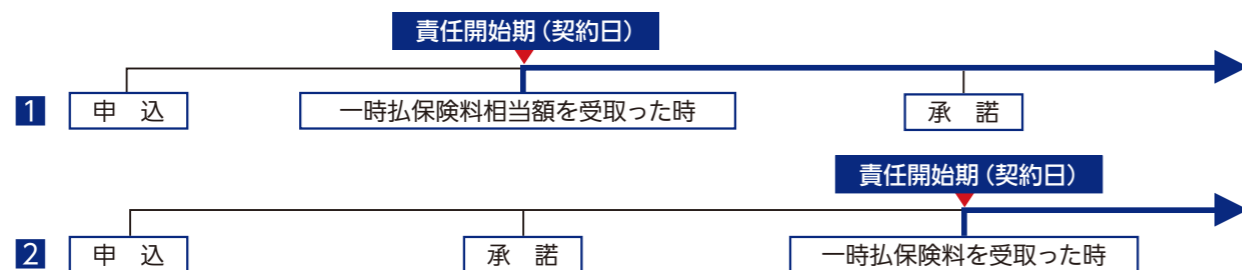 責任開始期(契約日)
1 申 込 一時払保険料相当額を受取った時 承 諾
責任開始期(契約日)
2 申 込 承 諾 一時払保険料を受取った時